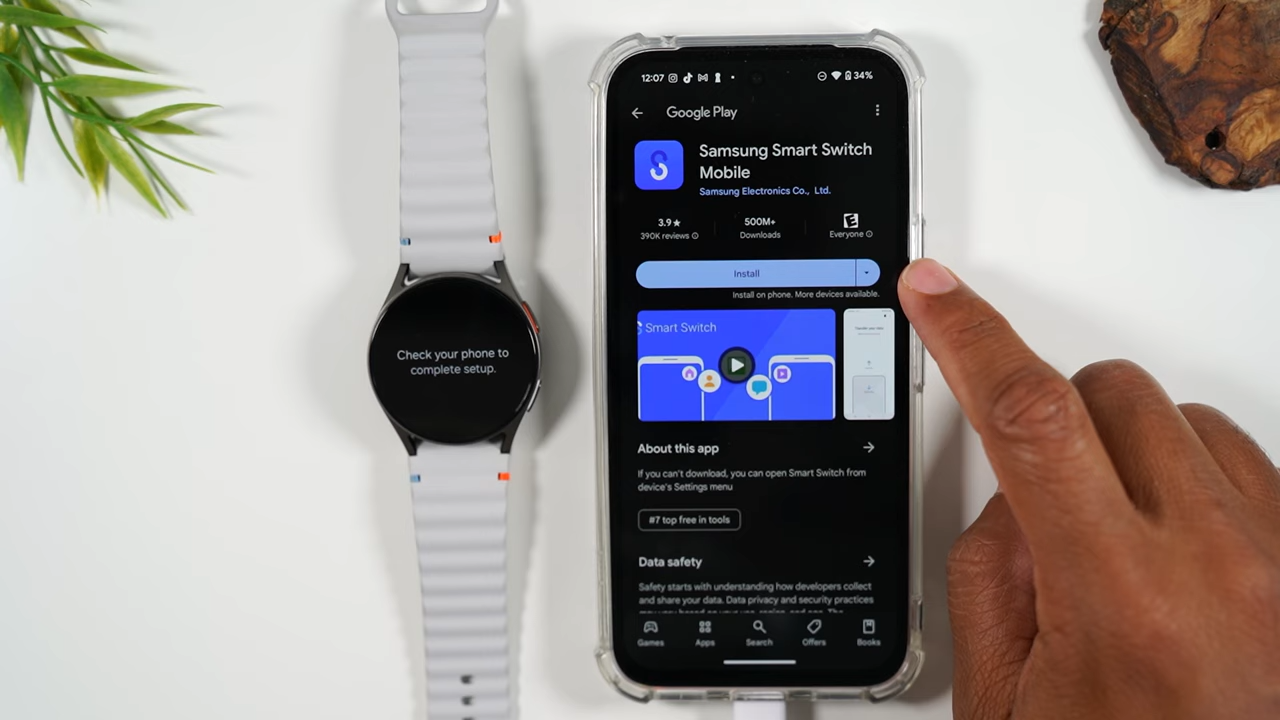 Check your phone to
complete setup.
12:07
34%
Google Play
Samsung Smart Switch
Mobile
Samsung Electronics Co., Ltd.
3.9★
390K reviews
500M+
Downloads
E
Everyone
Install
Install on phone. More devices available.
Smart Switch
About this app
If you can't download, you can open Smart Switch from
device's Settings menu
#7 top free in tools
Data safety
Safety starts with understanding how developers collect
and share your data. Data privacy and security practices
Games
Apps
Search
Offers
Books